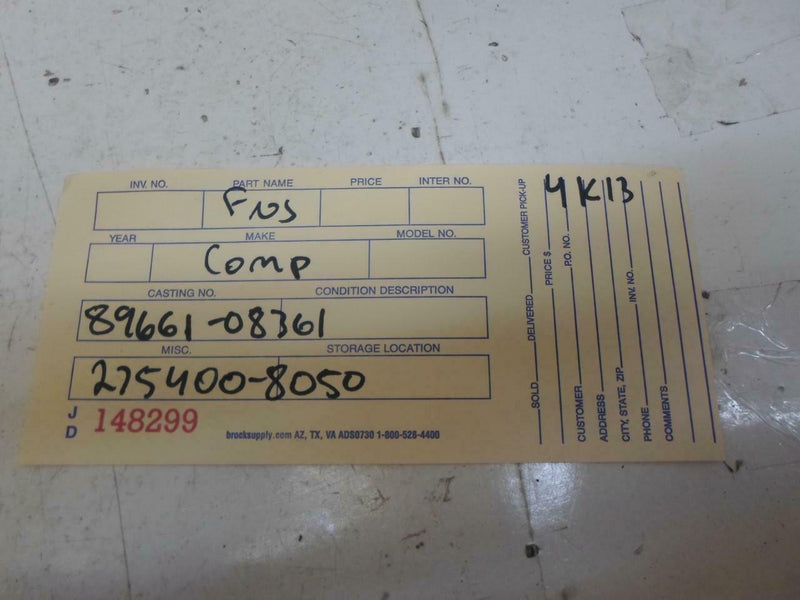 INV. NO. PART NAME PRICE INTER NO.
ENS
YEAR MAKE MODEL NO.
Comp
CASTING NO. CONDITION DESCRIPTION
89661-08361
MISC. STORAGE LOCATION
275400-8050
JD 148299
brocksupply.com AZ, TX, VA ADS0730 1-800-528-4400
4K13
SOLD DELIVERED CUSTOMER PICK-UP
PRICE $
P.O. NO.
CUSTOMER
ADDRESS
CITY, STATE, ZIP INV. NO.
PHONE
COMMENTS